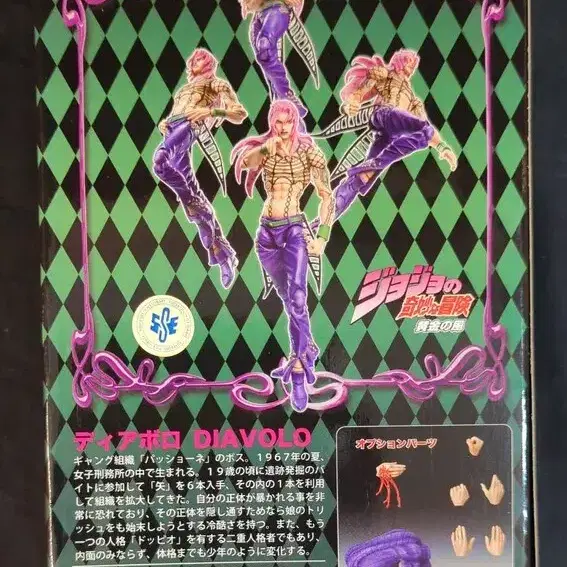 ジョジョの
奇妙な冒険
黄金の風
ディアボロ DIAVOLO
ギャング組織「パッショーネ」のボス。1967年の夏、
女子刑務所の中で生まれる。19歳の頃に遺跡発掘のバ
イトに参加して「矢」を6本入手、その内の1本を利用
して組織を拡大してきた。自分の正体が暴かれる事を非
常に恐れており、その正体を隠し通すためなら娘のトリ
ッシュをも始末しようとする冷酷さを持つ。また、もう
一つの人格「ドッピオ」を有する二重人格者でもあり、
内面のみならず、体格までも少年のように変化する。
オプションパーツ